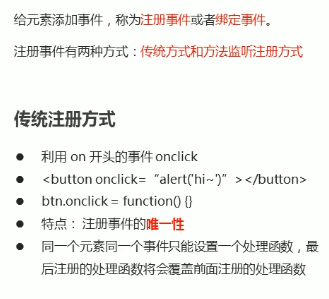 给元素添加事件，称为注册事件或者绑定事件。
注册事件有两种方式：传统方式和方法监听注册方式
传统注册方式
● 利用 on 开头的事件 onclick
● <button onclick= “alert('hi~')” ></button>
● btn.onclick = function() {}
● 特点： 注册事件的唯一性
● 同一个元素同一个事件只能设置一个处理函数，最
后注册的处理函数将会覆盖前面注册的处理函数